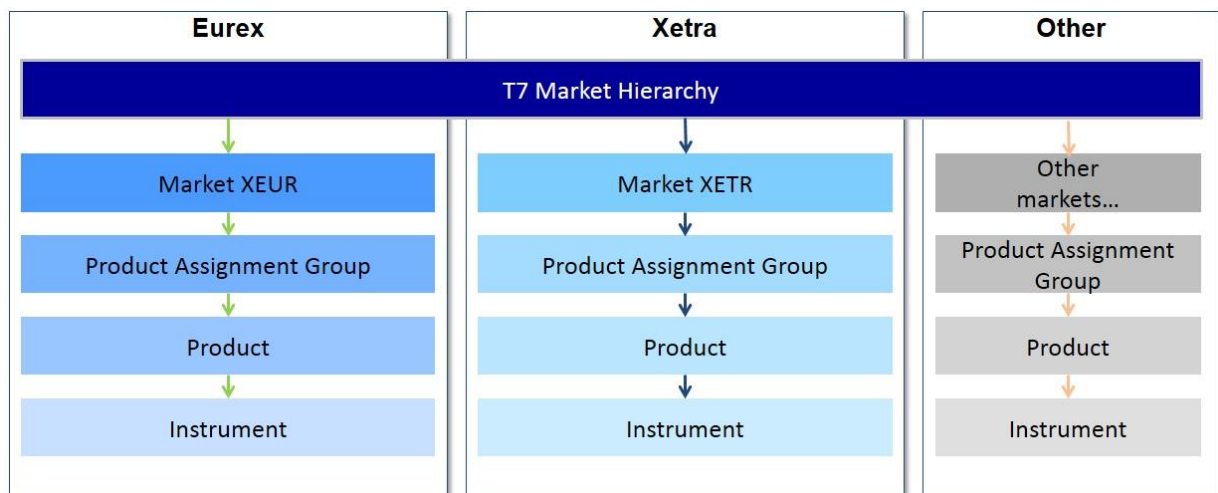 Eurex
Xetra
Other
T7 Market Hierarchy
Market XEUR
Market XETR
Other
markets...
Product Assignment Group
Product Assignment Group
Product Assignment
Group
Product
Product
Product
Instrument
Instrument
Instrument